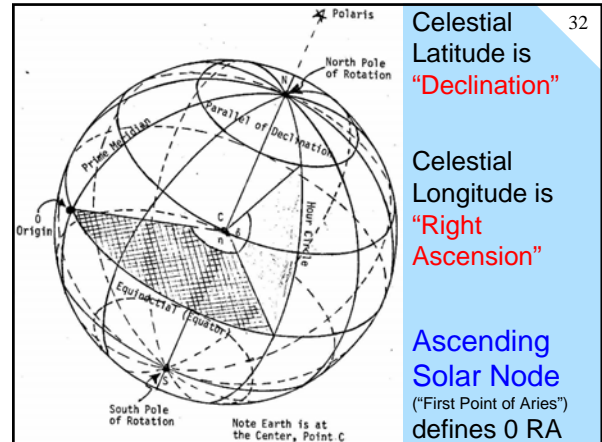 Polaris
North Pole
of Rotation
N
Parallel of Declination
Prime Meridian
O
Origin
C
δ
n
Hour Circle
Equinoctial (Equator)
S
South Pole
of Rotation
Note Earth is at
the Center, Point C
32
Celestial
Latitude is
“Declination”
Celestial
Longitude is
“Right
Ascension”
Ascending
Solar Node
(“First Point of Aries”)
defines 0 RA